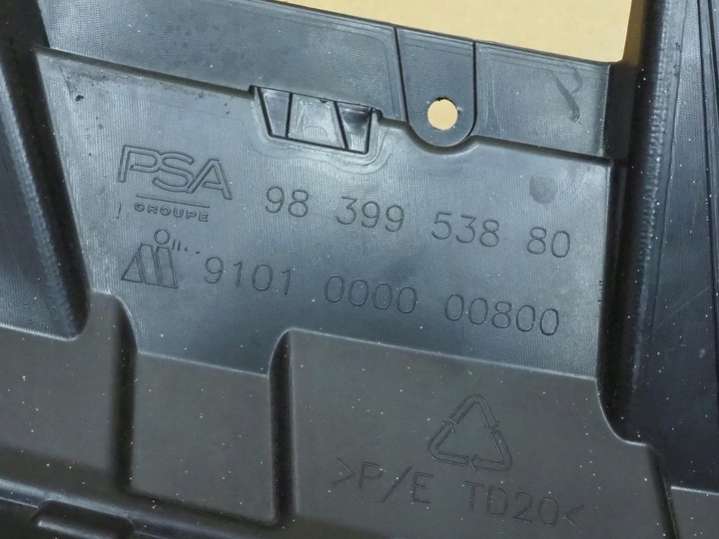 PSA
GROUPE
98 399 538 80
9101 0000 00800
>P/E TD20<